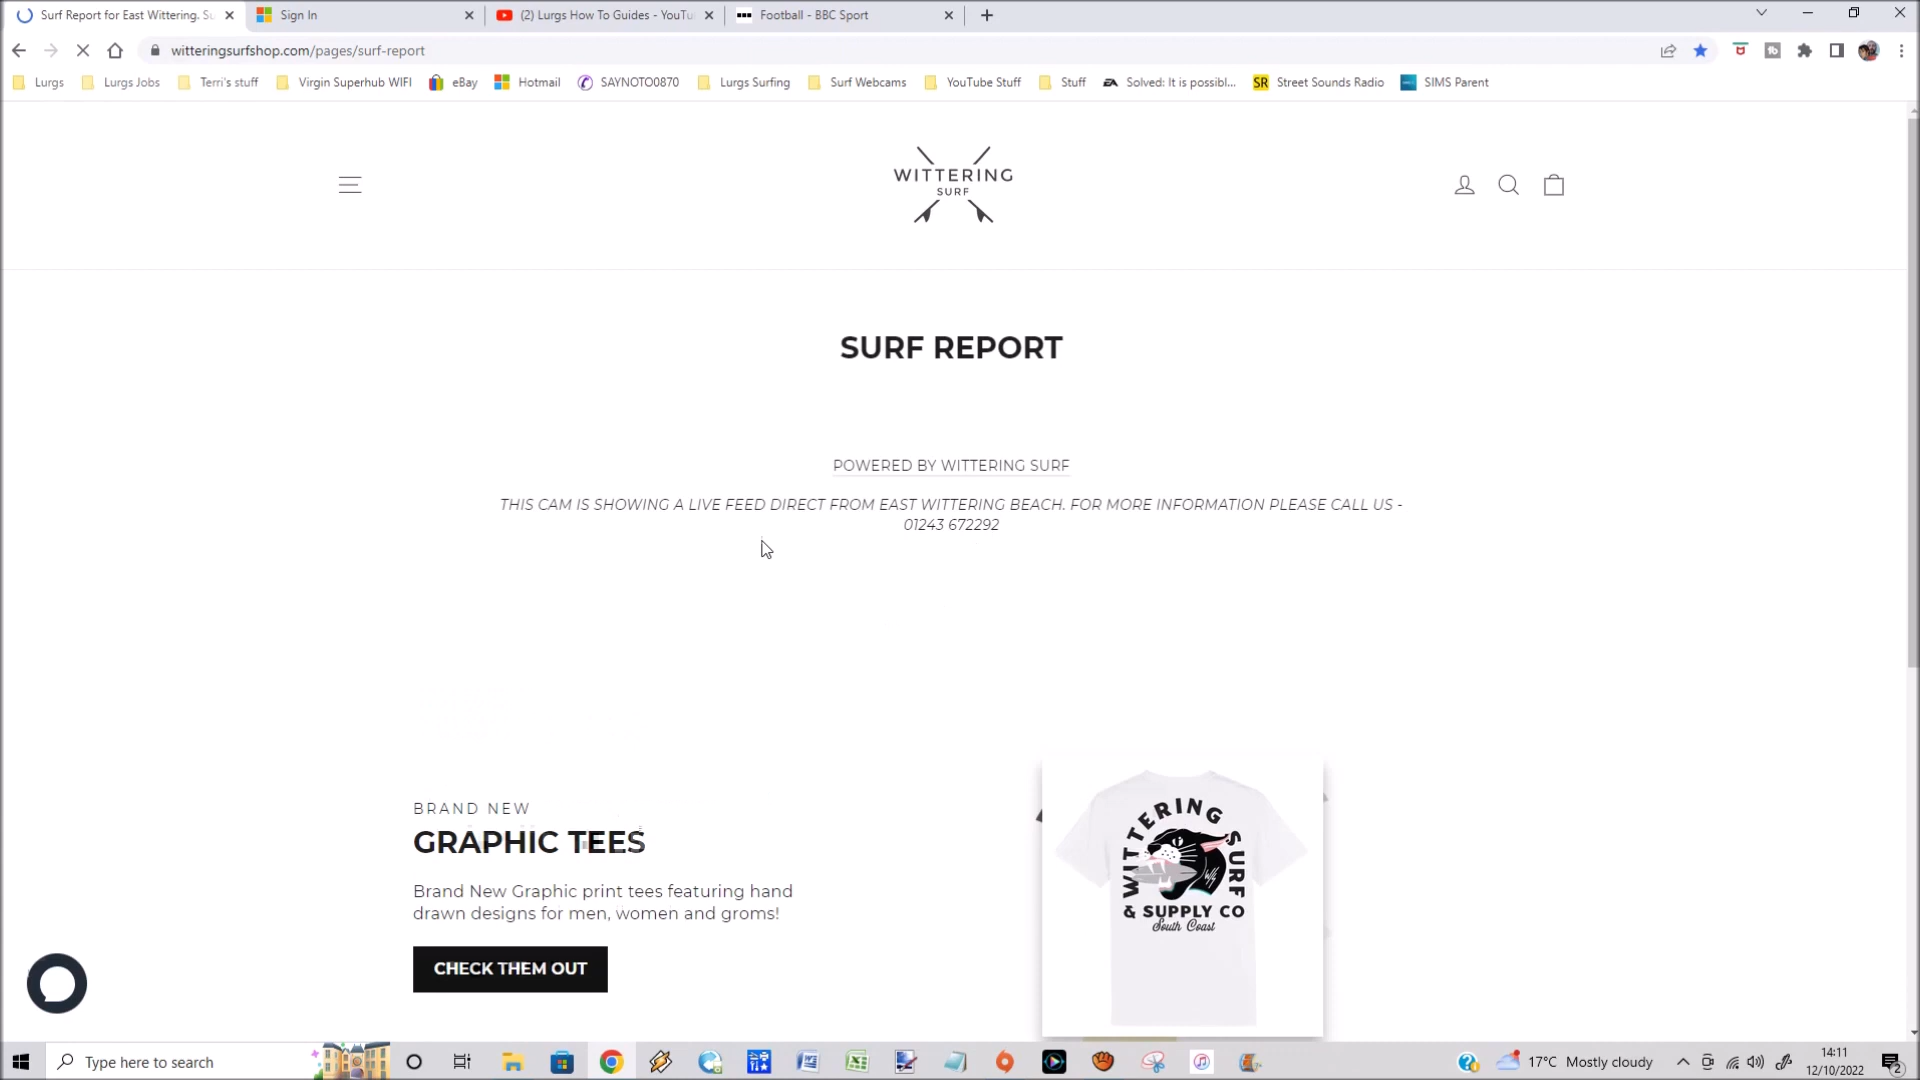 Surf Report for East Wittering. Su
Sign In
(2) Lurgs How To Guides - YouTu
Football - BBC Sport
witteringsurfshop.com/pages/surf-report
Lurgs
Lurgs Jobs
Terri's stuff
Virgin Superhub WIFI
eBay
Hotmail
SAYNOTO0870
Lurgs Surfing
Surf Webcams
YouTube Stuff
Stuff
EA
Solved: It is possibl...
SR
Street Sounds Radio
SIMS Parent
WITTERING
SURF
SURF REPORT
POWERED BY WITTERING SURF
THIS CAM IS SHOWING A LIVE FEED DIRECT FROM EAST WITTERING BEACH. FOR MORE INFORMATION PLEASE CALL US -
01243 672292
BRAND NEW
GRAPHIC TEES
Brand New Graphic print tees featuring hand
drawn designs for men, women and groms!
CHECK THEM OUT
WITTERING SURF
& SUPPLY CO
South Coast
Type here to search
17°C Mostly cloudy
14:11
12/10/2022
2